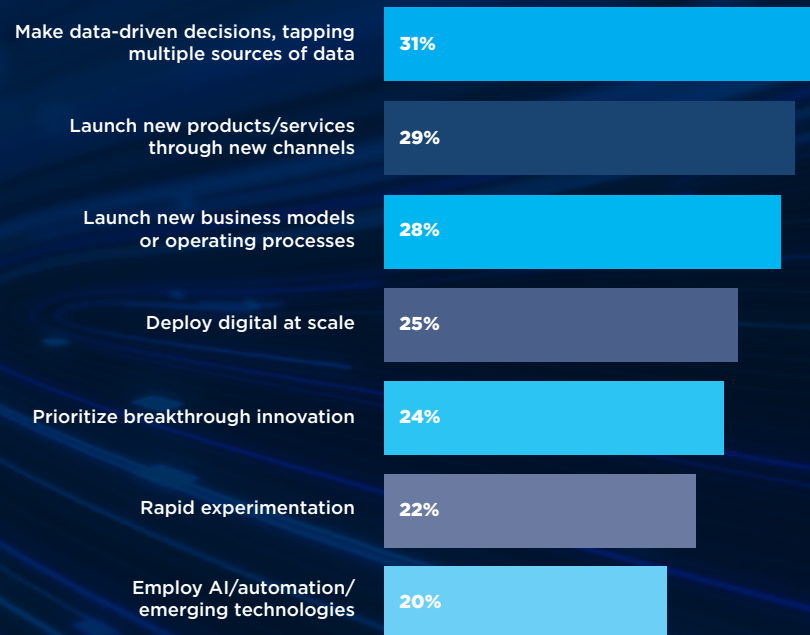 Make data-driven decisions, tapping
multiple sources of data
31%
Launch new products/services
through new channels
29%
Launch new business models
or operating processes
28%
Deploy digital at scale
25%
Prioritize breakthrough innovation
24%
Rapid experimentation
22%
Employ AI/automation/
emerging technologies
20%